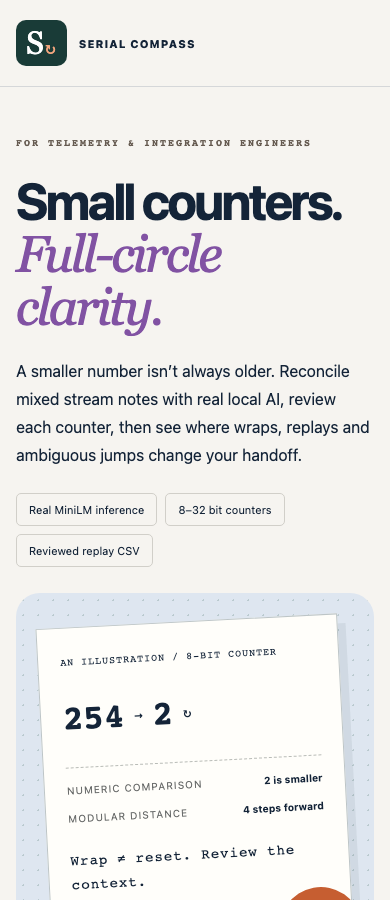 S.↻
SERIAL COMPASS
FOR TELEMETRY & INTEGRATION ENGINEERS
Small counters.
Full-circle
clarity.
A smaller number isn’t always older. Reconcile
mixed stream notes with real local AI, review
each counter, then see where wraps, replays and
ambiguous jumps change your handoff.
Real MiniLM inference
8–32 bit counters
Reviewed replay CSV
AN ILLUSTRATION / 8-BIT COUNTER
254 → 2 ↻
NUMERIC COMPARISON 2 is smaller
MODULAR DISTANCE 4 steps forward
Wrap ≠ reset. Review the
context.